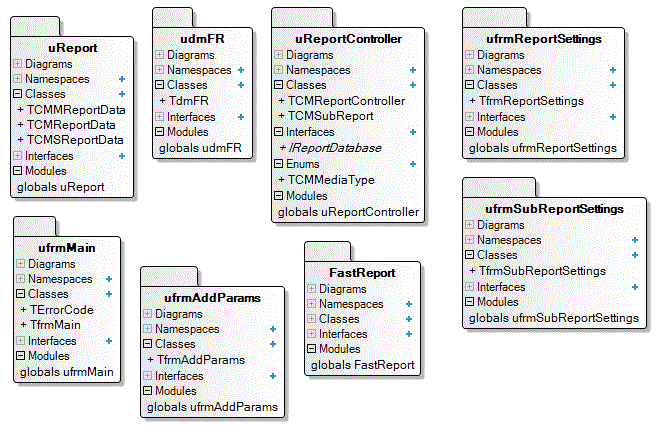 uReport
Diagrams
Namespaces
Classes
+ TCMMReportData
+ TCMReportData
+ TCMSReportData
Interfaces
Modules
globals uReport
udmFR
Diagrams
Namespaces
Classes
+ TdmFR
Interfaces
Modules
globals udmFR
uReportController
Diagrams
Namespaces
Classes
+ TCMReportController
+ TCMSubReport
Interfaces
+ IReportDatabase
Enums
+ TCMMediaType
Modules
globals uReportController
ufrmReportSettings
Diagrams
Namespaces
Classes
+ TfrmReportSettings
Interfaces
Modules
globals ufrmReportSettings
ufrmMain
Diagrams
Namespaces
Classes
+ TErrorCode
+ TfrmMain
Interfaces
Modules
globals ufrmMain
ufrmAddParams
Diagrams
Namespaces
Classes
+ TfrmAddParams
Interfaces
Modules
globals ufrmAddParams
FastReport
Diagrams
Namespaces
Classes
Interfaces
Modules
globals FastReport
ufrmSubReportSettings
Diagrams
Namespaces
Classes
+ TfrmSubReportSettings
Interfaces
Modules
globals ufrmSubReportSettings